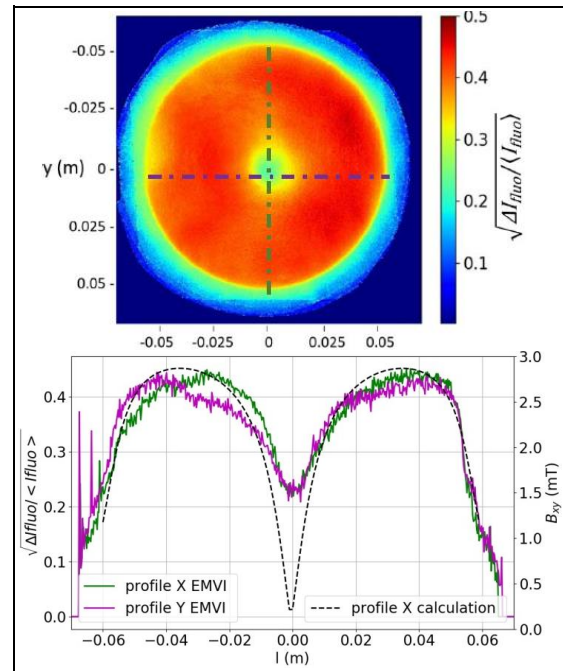 -0.05
-0.025
y (m) 0
0.025
0.05
-0.05 -0.025 0 0.025 0.05
0.5
0.4
0.3
0.2
0.1
√ΔI_fluo/⟨I_fluo⟩
0.4
0.3
0.2
0.1
0.0
√ΔIfluo/ < Ifluo >
3.0
2.5
2.0
1.5
1.0
0.5
0.0
B_xy (mT)
profile X EMVI
profile Y EMVI
profile X calculation
−0.06 −0.04 −0.02 0.00 0.02 0.04 0.06
l (m)